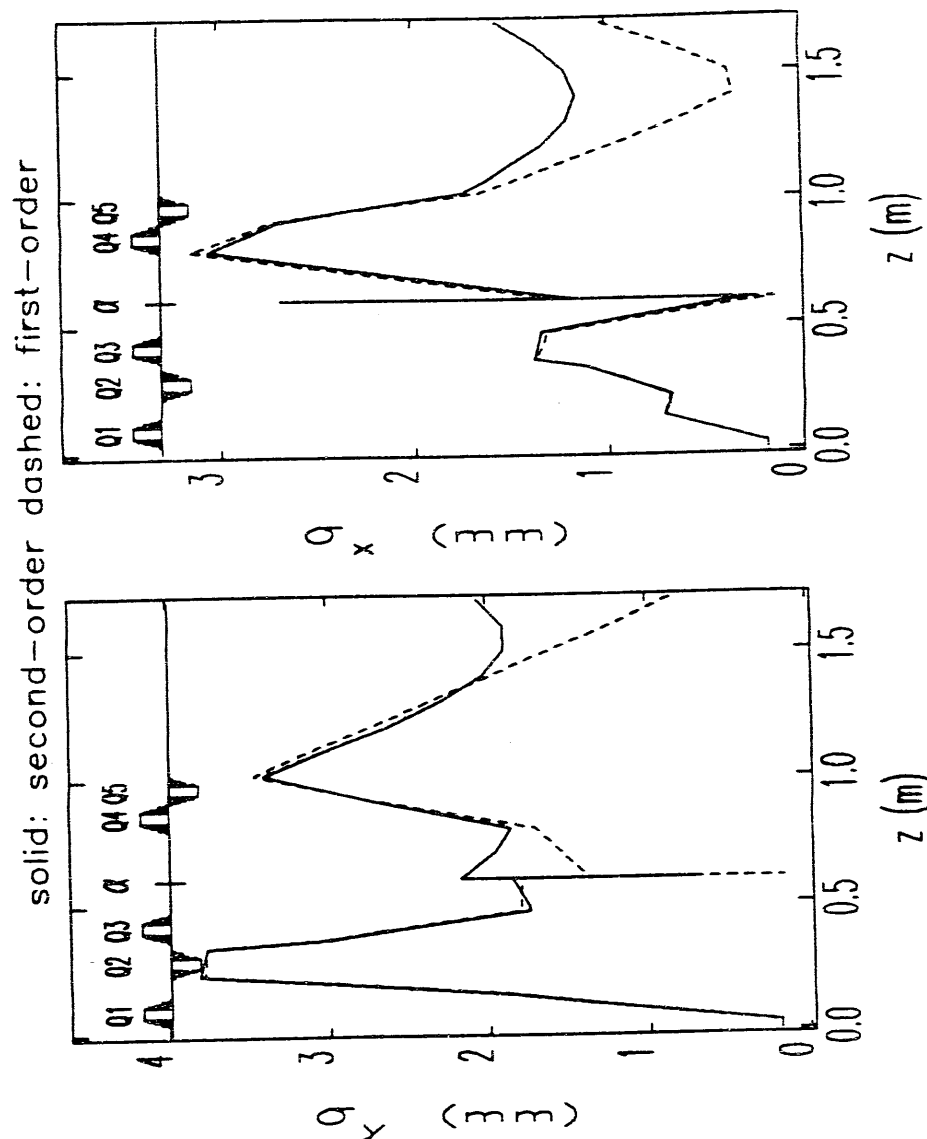 solid: second-order dashed: first-order
Q1 Q2 Q3 α Q4 Q5
4
3
2
1
0
σy (mm)
0.0 0.5 1.0 1.5
z (m)
Q1 Q2 Q3 α Q4 Q5
3
2
1
0
σx (mm)
0.0 0.5 1.0 1.5
z (m)